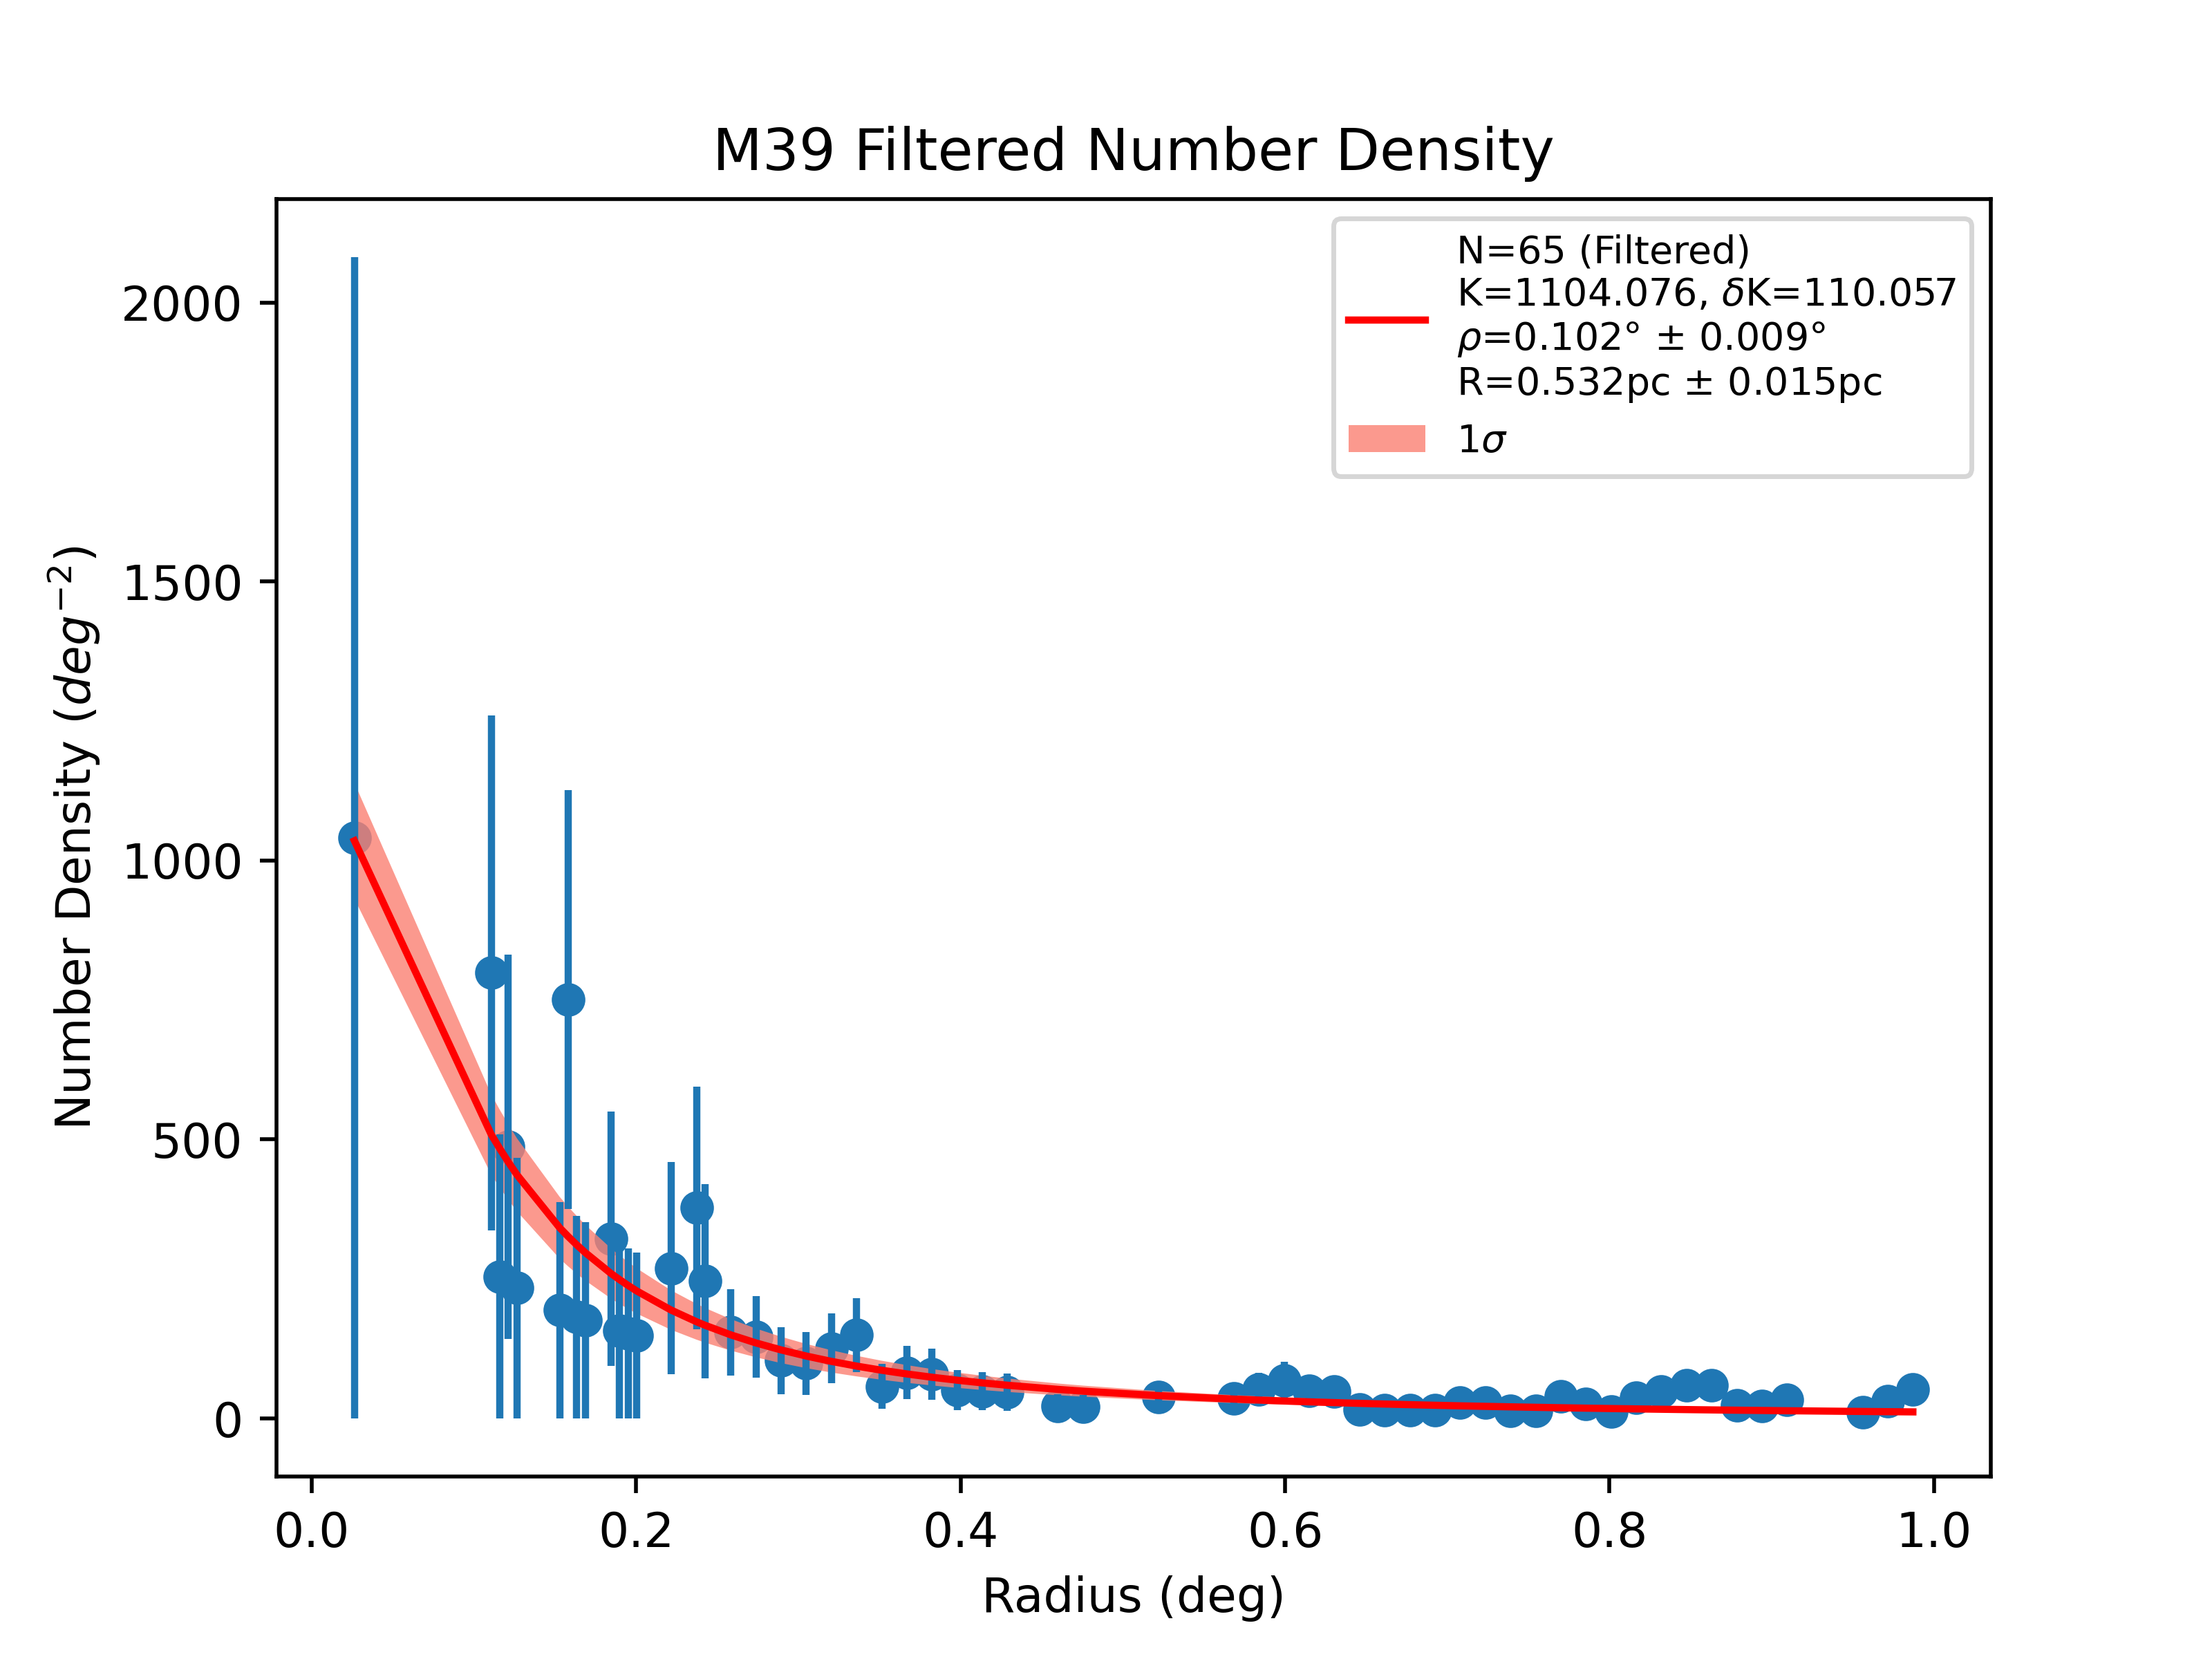 M39 Filtered Number Density
N=65 (Filtered)
K=1104.076, δK=110.057
ρ=0.102° ± 0.009°
R=0.532pc ± 0.015pc
1σ
Number Density (deg⁻²)
2000
1500
1000
500
0
0.0 0.2 0.4 0.6 0.8 1.0
Radius (deg)